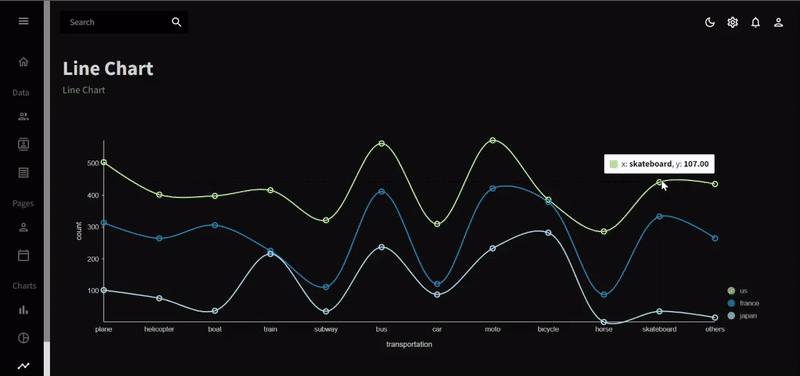 Search
Data
Pages
Charts
Line Chart
Line Chart
x: skateboard, y: 107.00
count
500
400
300
200
100
plane helicopter boat train subway bus car moto bicycle horse skateboard others
transportation
us
france
japan